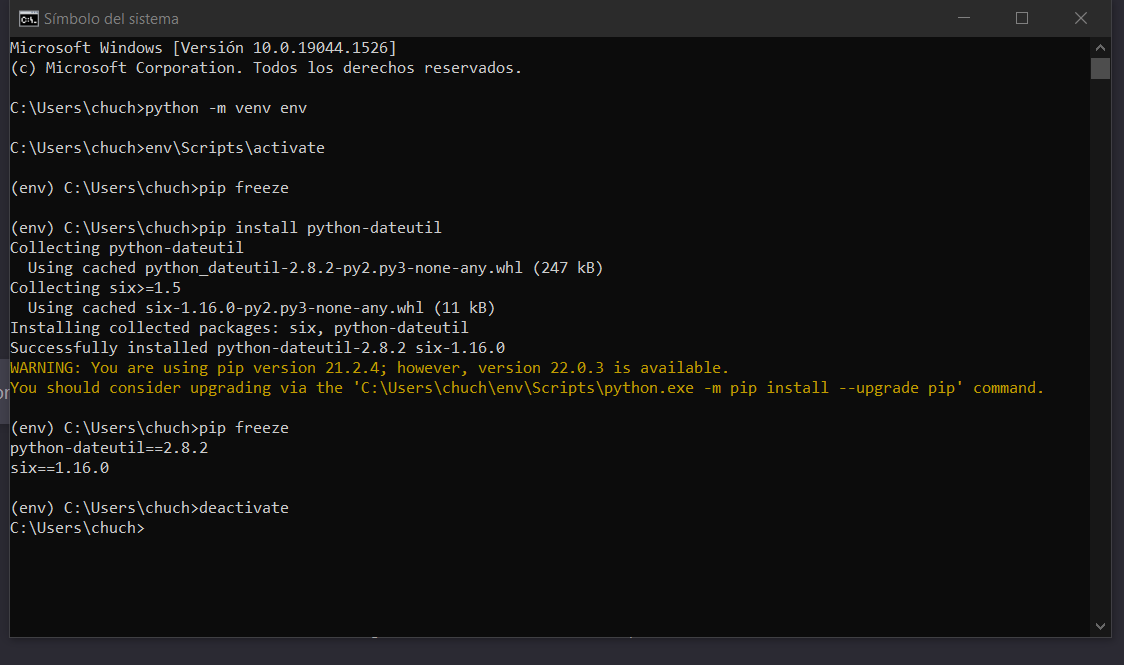 Símbolo del sistema
Microsoft Windows [Versión 10.0.19044.1526]
(c) Microsoft Corporation. Todos los derechos reservados.
C:\Users\chuch>python -m venv env
C:\Users\chuch>env\Scripts\activate
(env) C:\Users\chuch>pip freeze
(env) C:\Users\chuch>pip install python-dateutil
Collecting python-dateutil
  Using cached python_dateutil-2.8.2-py2.py3-none-any.whl (247 kB)
Collecting six>=1.5
  Using cached six-1.16.0-py2.py3-none-any.whl (11 kB)
Installing collected packages: six, python-dateutil
Successfully installed python-dateutil-2.8.2 six-1.16.0
WARNING: You are using pip version 21.2.4; however, version 22.0.3 is available.
You should consider upgrading via the 'C:\Users\chuch\env\Scripts\python.exe -m pip install --upgrade pip' command.
(env) C:\Users\chuch>pip freeze
python-dateutil==2.8.2
six==1.16.0
(env) C:\Users\chuch>deactivate
C:\Users\chuch>